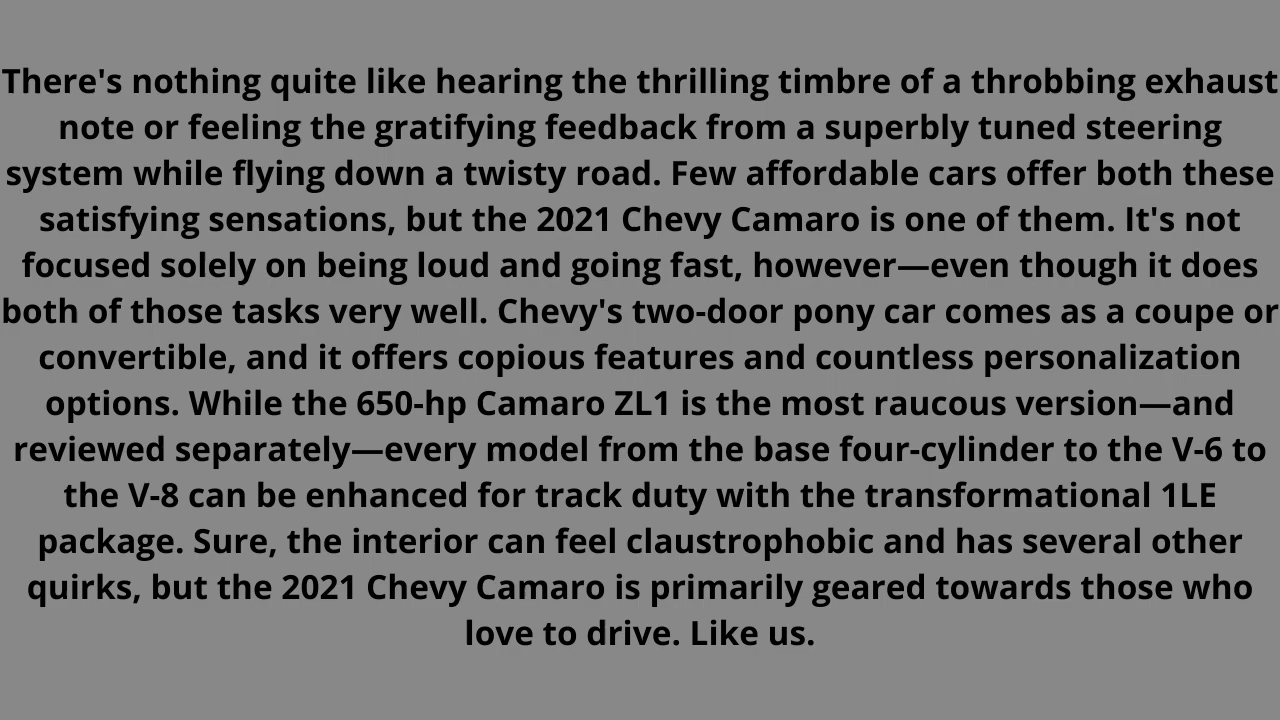 There's nothing quite like hearing the thrilling timbre of a throbbing exhaust
note or feeling the gratifying feedback from a superbly tuned steering
system while flying down a twisty road. Few affordable cars offer both these
satisfying sensations, but the 2021 Chevy Camaro is one of them. It's not
focused solely on being loud and going fast, however—even though it does
both of those tasks very well. Chevy's two-door pony car comes as a coupe or
convertible, and it offers copious features and countless personalization
options. While the 650-hp Camaro ZL1 is the most raucous version—and
reviewed separately—every model from the base four-cylinder to the V-6 to
the V-8 can be enhanced for track duty with the transformational 1LE
package. Sure, the interior can feel claustrophobic and has several other
quirks, but the 2021 Chevy Camaro is primarily geared towards those who
love to drive. Like us.